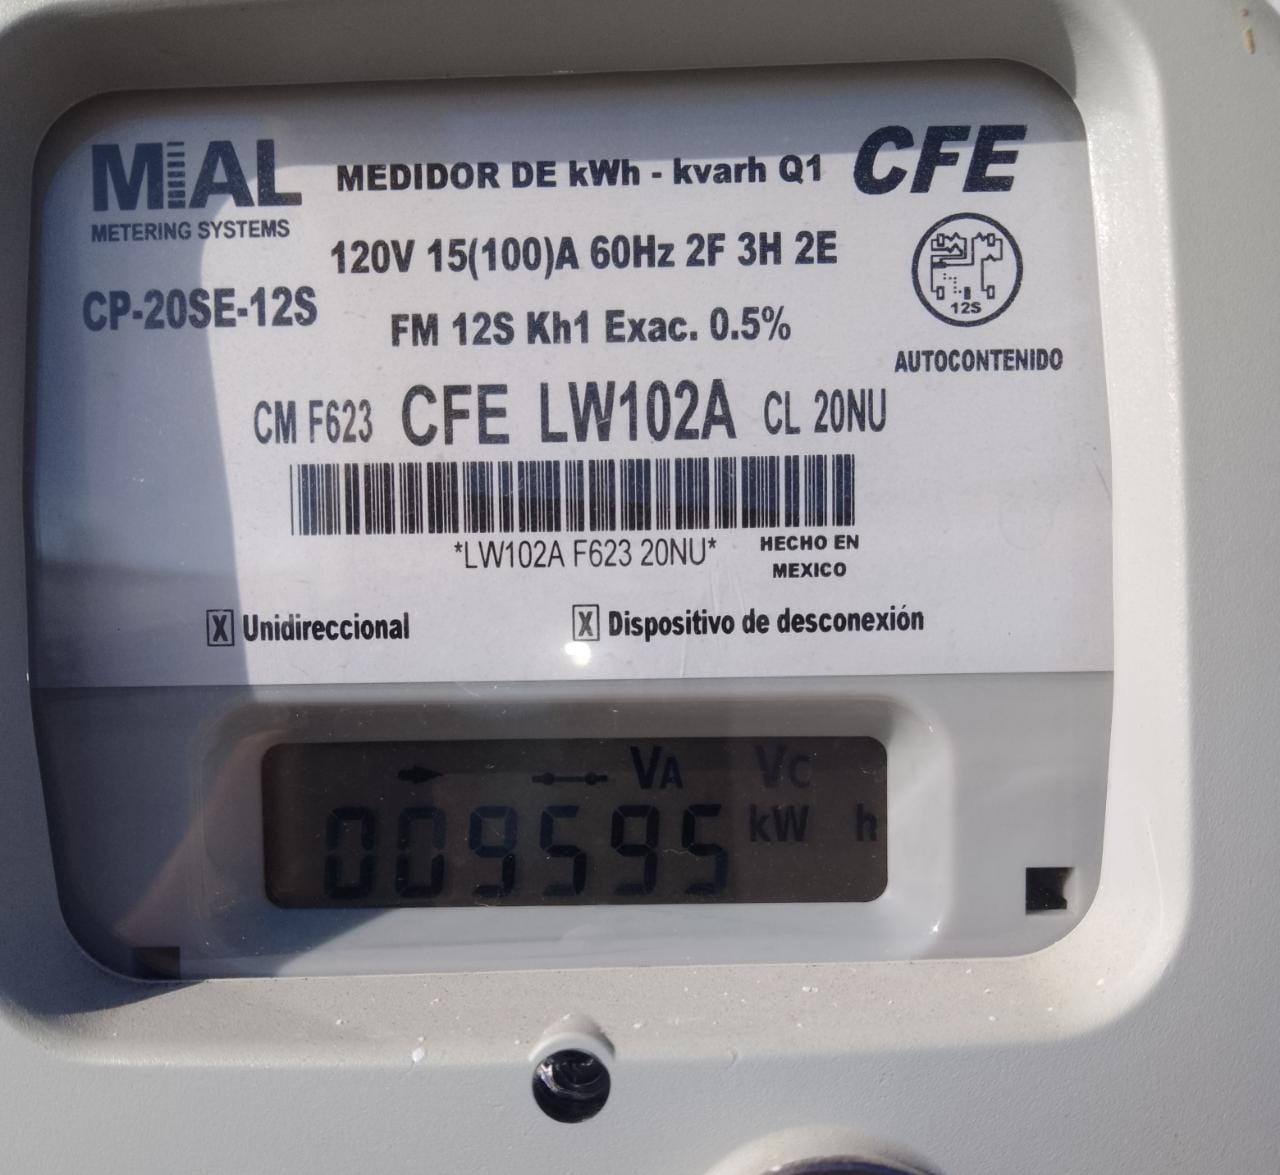 MIAL
METERING SYSTEMS
MEDIDOR DE kWh - kvarh Q1
CFE
120V 15(100)A 60Hz 2F 3H 2E
CP-20SE-12S
FM 12S Kh1 Exac. 0.5%
12S
AUTOCONTENIDO
CM F623 CFE LW102A CL 20NU
*LW102A F623 20NU*
HECHO EN
MEXICO
X Unidireccional
X Dispositivo de desconexión
VA VC
009595 kW h